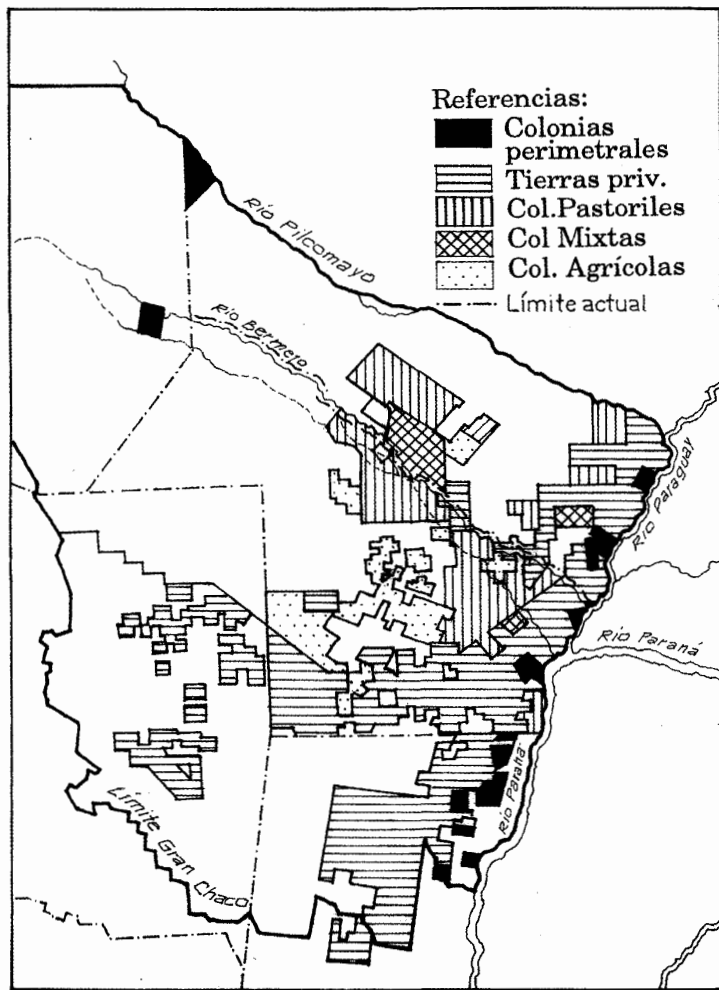 Referencias:
Colonias
perimetrales
Tierras priv.
Col.Pastoriles
Col Mixtas
Col. Agrícolas
Límite actual
Río Pilcomayo
Río Bermejo
Río Paraguay
Río Paraná
Río Paraná
Límite Gran Chaco